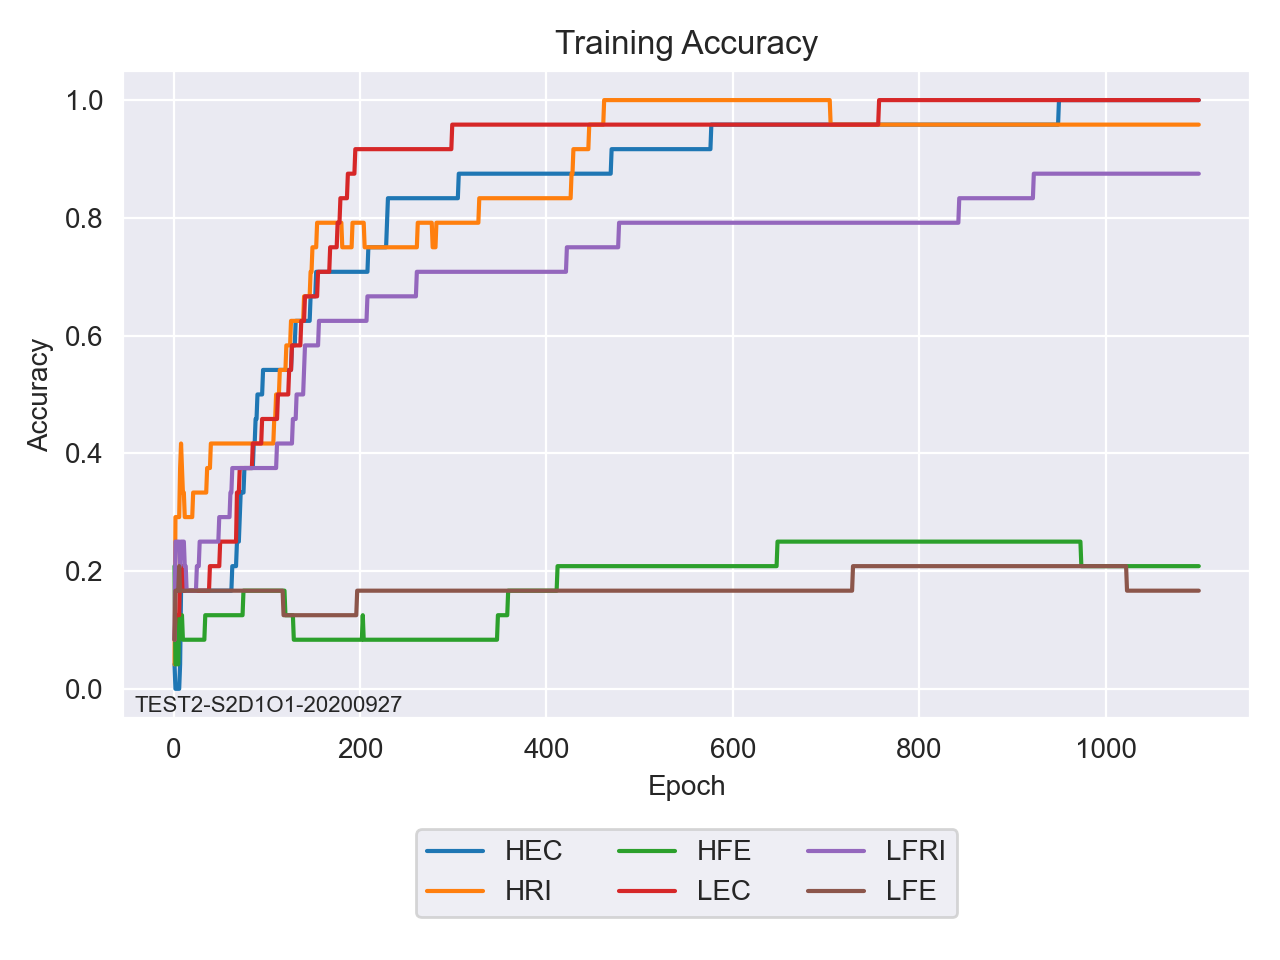 Training Accuracy
1.0
0.8
0.6
0.4
0.2
0.0
Accuracy
TEST2-S2D1O1-20200927
0 200 400 600 800 1000
Epoch
HEC HFE LFRI
HRI LEC LFE